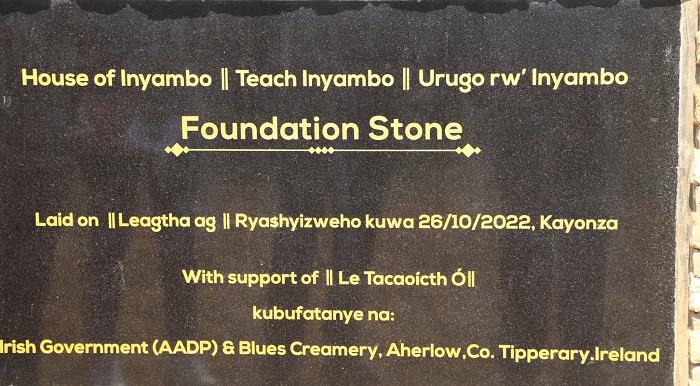 House of Inyambo || Teach Inyambo || Urugo rw' Inyambo
Foundation Stone
Laid on || Leagtha ag || Ryashyizweho kuwa 26/10/2022, Kayonza
With support of || Le Tacaoícth Ó||
kubufatanye na:
Irish Government (AADP) & Blues Creamery, Aherlow,Co. Tipperary.Ireland